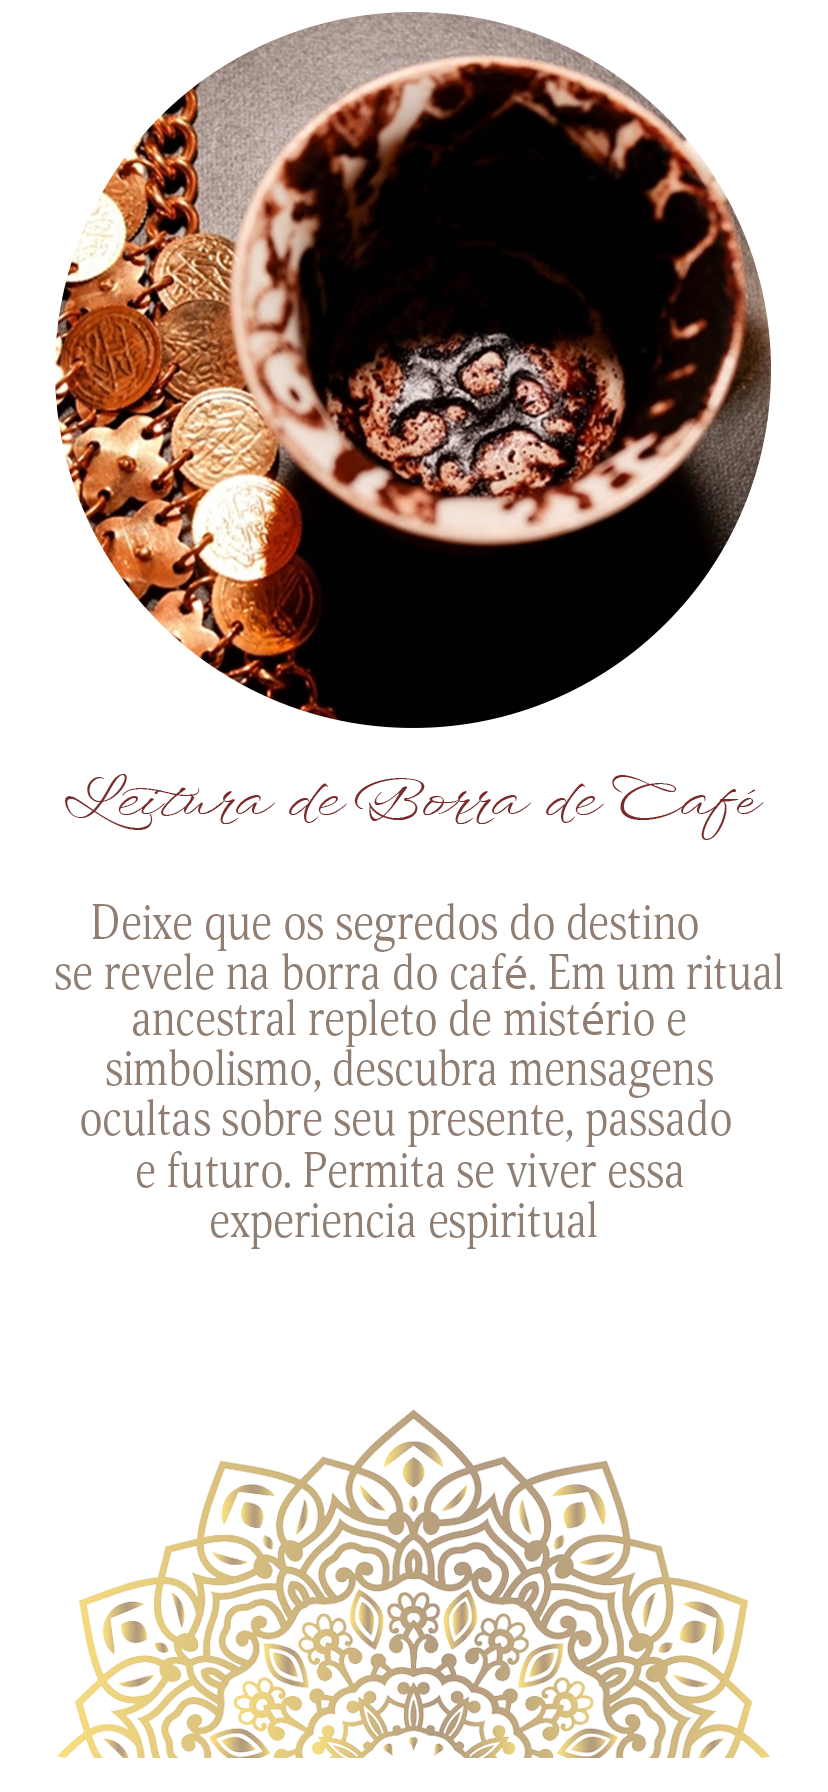 Leitura de Borra de Café
Deixe que os segredos do destino
se revele na borra do café. Em um ritual
ancestral repleto de mistério e
simbolismo, descubra mensagens
ocultas sobre seu presente, passado
e futuro. Permita se viver essa
experiencia espiritual